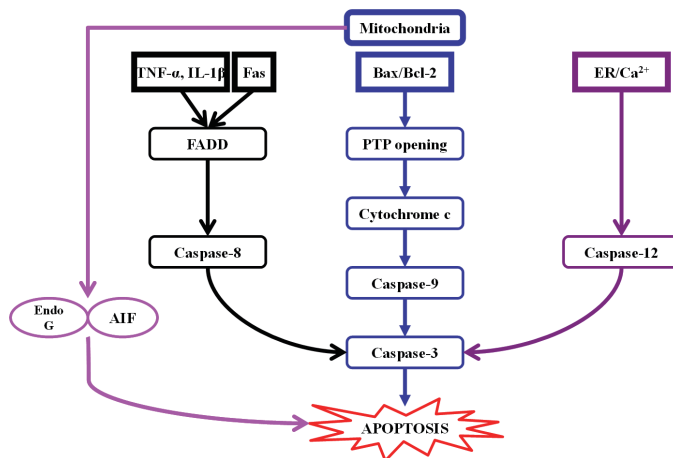 Mitochondria
TNF-α, IL-1β
Fas
Bax/Bcl-2
ER/Ca²⁺
FADD
PTP opening
Cytochrome c
Caspase-8
Caspase-12
Caspase-9
Endo
G
AIF
Caspase-3
APOPTOSIS